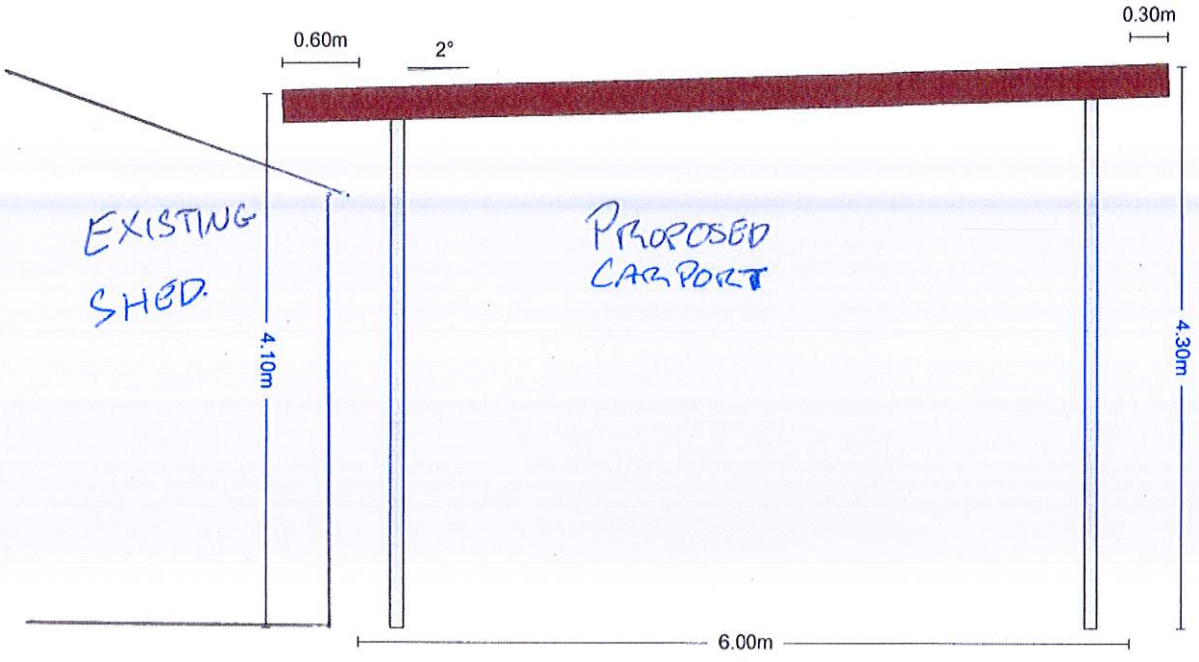 0.30m
0.60m
2°
EXISTING
SHED.
PROPOSED
CARPORT
4.10m
4.30m
6.00m